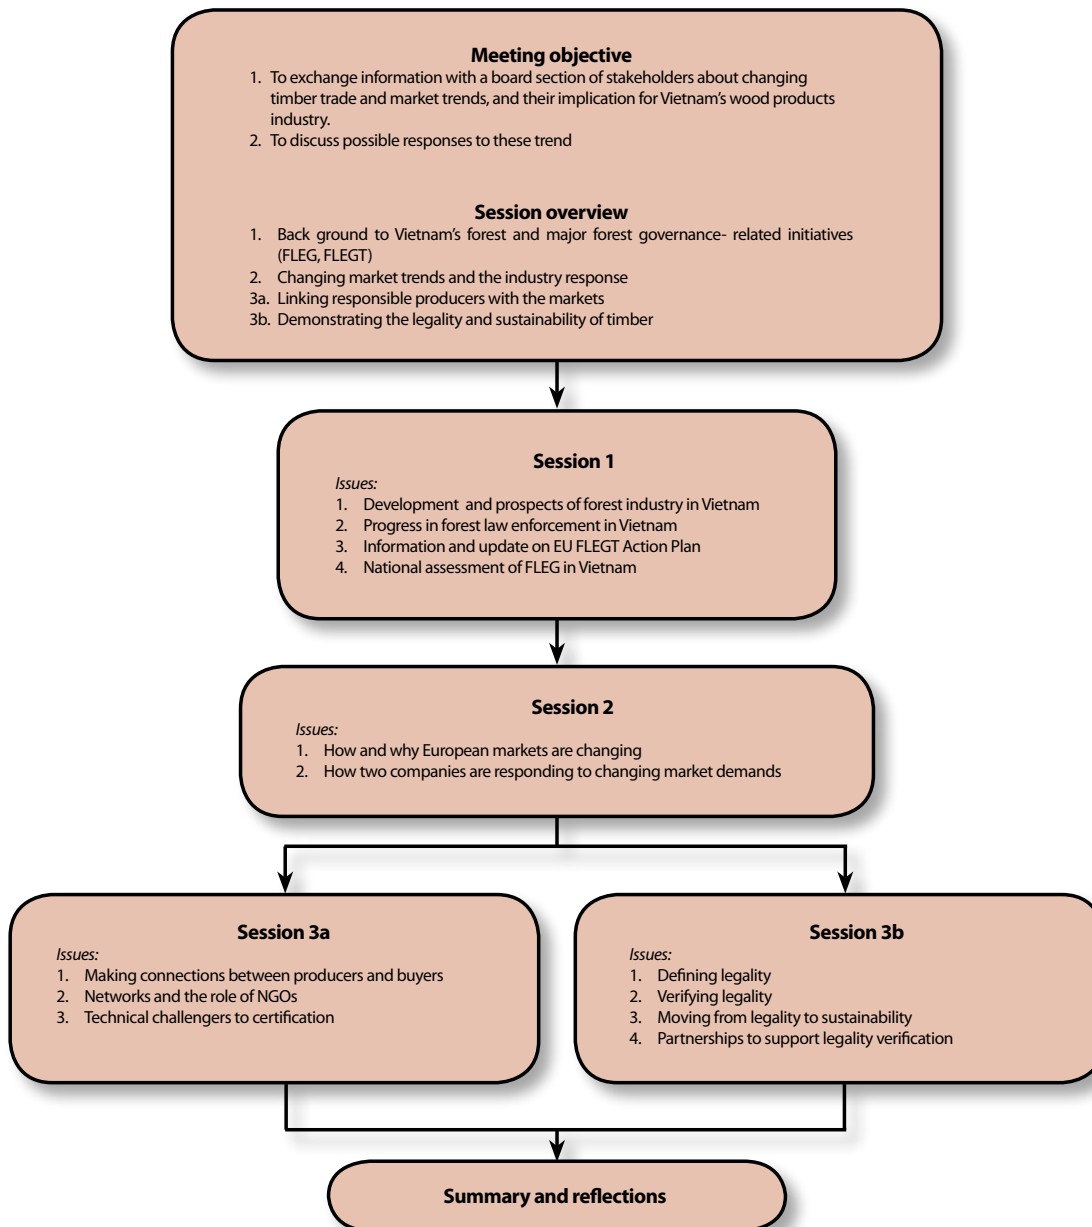 Meeting objective
1. To exchange information with a board section of stakeholders about changing
timber trade and market trends, and their implication for Vietnam's wood products
industry.
2. To discuss possible responses to these trend
Session overview
1. Back ground to Vietnam's forest and major forest governance- related initiatives
(FLEG, FLEGT)
2. Changing market trends and the industry response
3a. Linking responsible producers with the markets
3b. Demonstrating the legality and sustainability of timber
Session 1
Issues:
1. Development and prospects of forest industry in Vietnam
2. Progress in forest law enforcement in Vietnam
3. Information and update on EU FLEGT Action Plan
4. National assessment of FLEG in Vietnam
Session 2
Issues:
1. How and why European markets are changing
2. How two companies are responding to changing market demands
Session 3a
Issues:
1. Making connections between producers and buyers
2. Networks and the role of NGOs
3. Technical challengers to certification
Session 3b
Issues:
1. Defining legality
2. Verifying legality
3. Moving from legality to sustainability
4. Partnerships to support legality verification
Summary and reflections